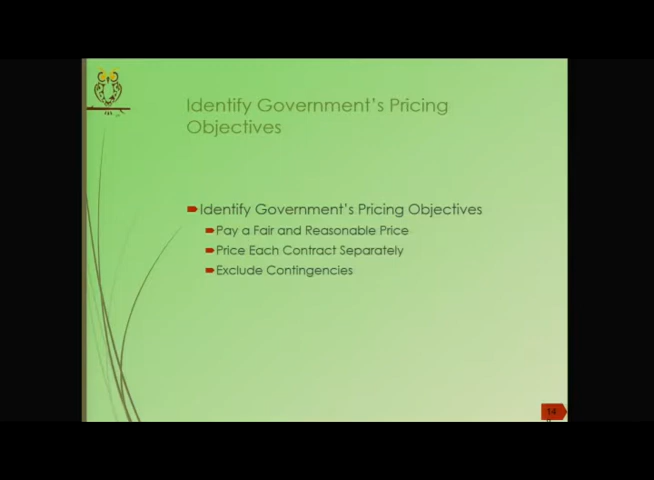 Identify Government's Pricing
Objectives
Identify Government's Pricing Objectives
Pay a Fair and Reasonable Price
Price Each Contract Separately
Exclude Contingencies
14